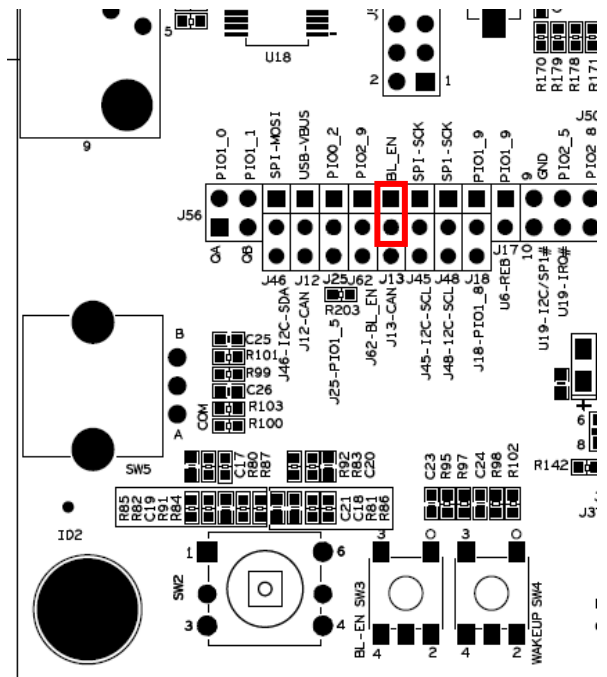 5
U18
2
1
R170
R179
R178
R171
9
PIO1_0
PIO1_1
SPI-MOSI
USB-VBUS
PIO0_2
PIO2_9
BL_EN
SPI-SCK
SP1-SCK
PIO1_9
PIO1_9
9
GND
PIO2_5
PIO2_8
J50
J56
QA
QB
J46
J12
J25
J62
J13
J45
J48
J18
J17
10
J46-I2C-SDA
J12-CAN
J25-PIO1_5
R203
J62-BL_EN
J13-CAN
J45-I2C-SCL
J48-I2C-SCL
J18-PIO1_8
U6-REB
U19-I2C/SP1#
U19-IRQ#
B
A
COM
SW5
C25
R101
R99
C26
R103
R100
+
6
8
R142
J37
C17
R80
R87
R92
R83
C20
C23
R95
R97
C24
R98
R102
R85
R82
C19
R91
R84
C21
C18
R81
R86
ID2
1
6
SW2
3
4
3
O
BL-EN SW3
4
2
3
O
WAKEUP SW4
4
2